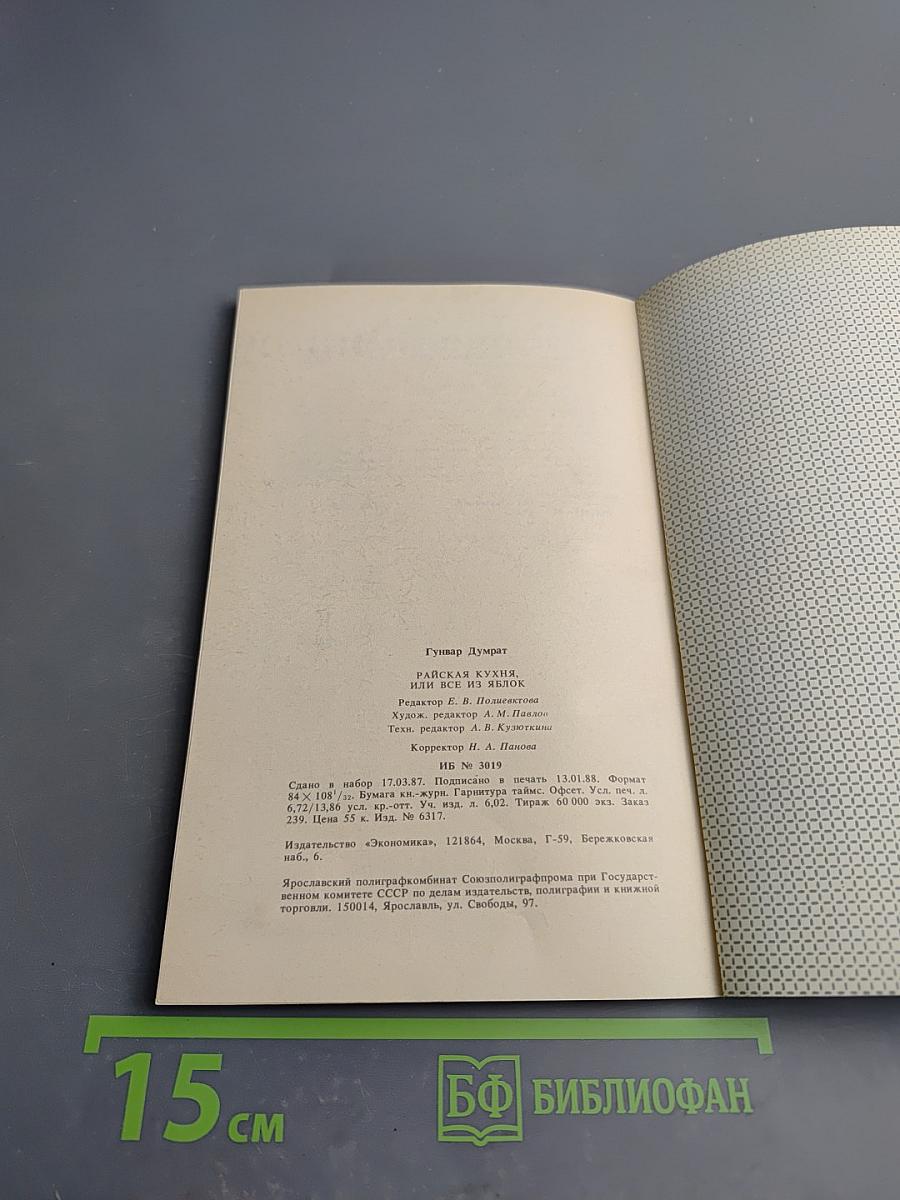 Гунвар Думрат
РАЙСКАЯ КУХНЯ,
ИЛИ ВСЕ ИЗ ЯБЛОК
Редактор Е. В. Полиевктова
Худож. редактор А. М. Павлов
Техн. редактор А. В. Кузюткина
Корректор Н. А. Панова
ИБ № 3019
Сдано в набор 17.03.87. Подписано в печать 13.01.88. Формат
84 × 108¹/₃₂. Бумага кн.-журн. Гарнитура таймс. Офсет. Усл. печ. л.
6,72/13,86 усл. кр.-отт. Уч. изд. л. 6,02. Тираж 60 000 экз. Заказ
239. Цена 55 к. Изд. № 6317.
Издательство «Экономика», 121864, Москва, Г-59, Бережковская
наб., 6.
Ярославский полиграфкомбинат Союзполиграфпрома при Государст-
венном комитете СССР по делам издательств, полиграфии и книжной
торговли. 150014, Ярославль, ул. Свободы, 97.
15 см
БФ БИБЛИОФАН